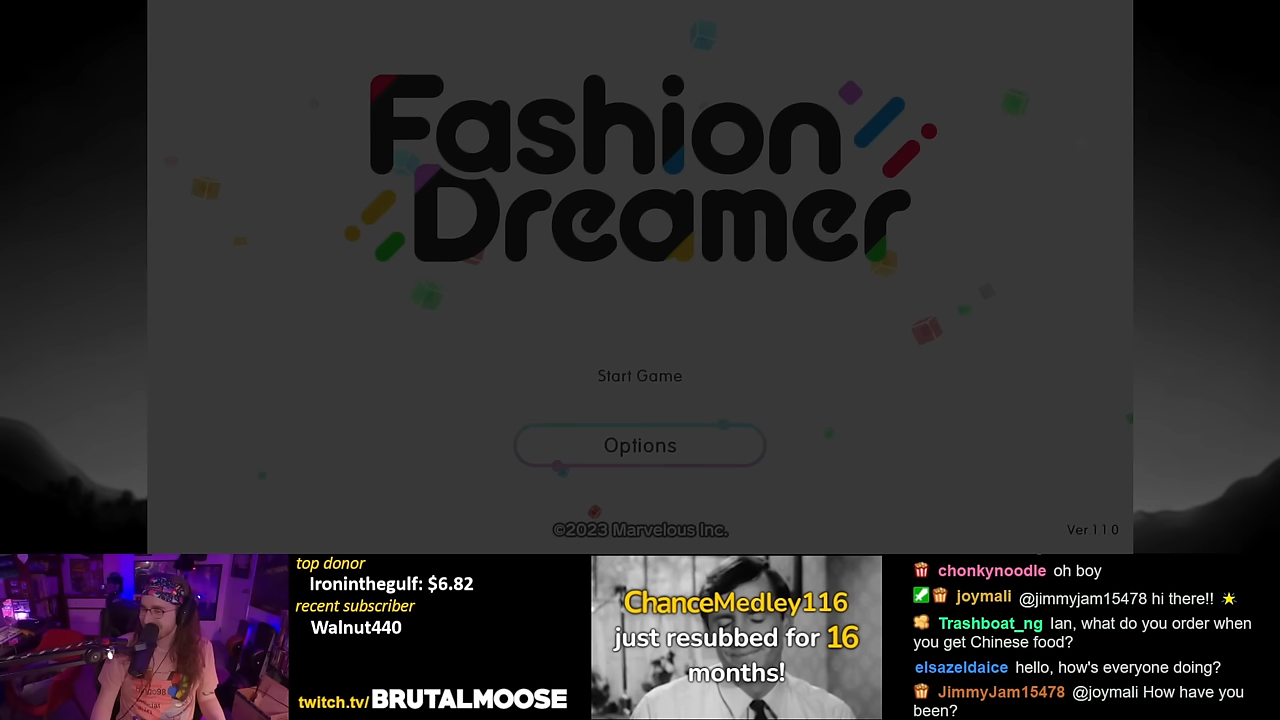 Fashion
Dreamer
Start Game
Options
©2023 Marvelous Inc.
Ver 1 1 0
top donor
Ironinthegulf: $6.82
recent subscriber
Walnut440
twitch.tv/BRUTALMOOSE
ChanceMedley116
just resubbed for 16
months!
chonkynoodle oh boy
joymali @jimmyjam15478 hi there!!
Trashboat_ng Ian, what do you order when
you get Chinese food?
elsazeldaice hello, how's everyone doing?
JimmyJam15478 @joymali How have you
been?